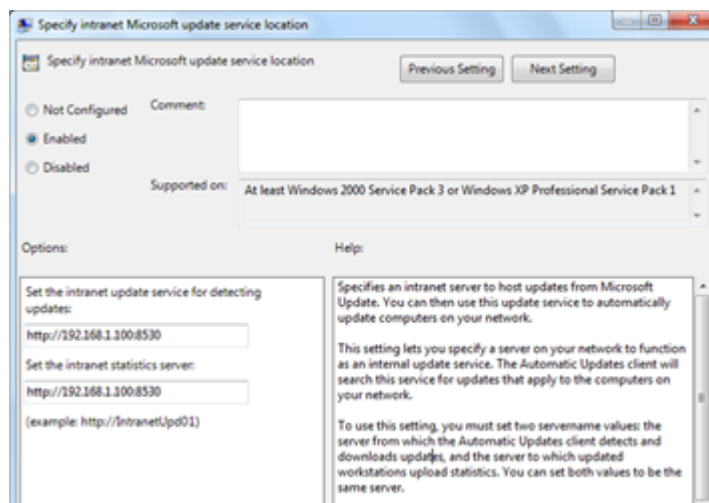 Specify intranet Microsoft update service location
Specify intranet Microsoft update service location
Previous Setting
Next Setting
Not Configured
Comment:
Enabled
Disabled
Supported on:
At least Windows 2000 Service Pack 3 or Windows XP Professional Service Pack 1
Options:
Help:
Set the intranet update service for detecting
updates:
http://192.168.1.100:8530
Set the intranet statistics server:
http://192.168.1.100:8530
(example: http://IntranetUpd01)
Specifies an intranet server to host updates from Microsoft
Update. You can then use this update service to automatically
update computers on your network.
This setting lets you specify a server on your network to function
as an internal update service. The Automatic Updates client will
search this service for updates that apply to the computers on
your network.
To use this setting, you must set two servername values: the
server from which the Automatic Updates client detects and
downloads updates, and the server to which updated
workstations upload statistics. You can set both values to be the
same server.